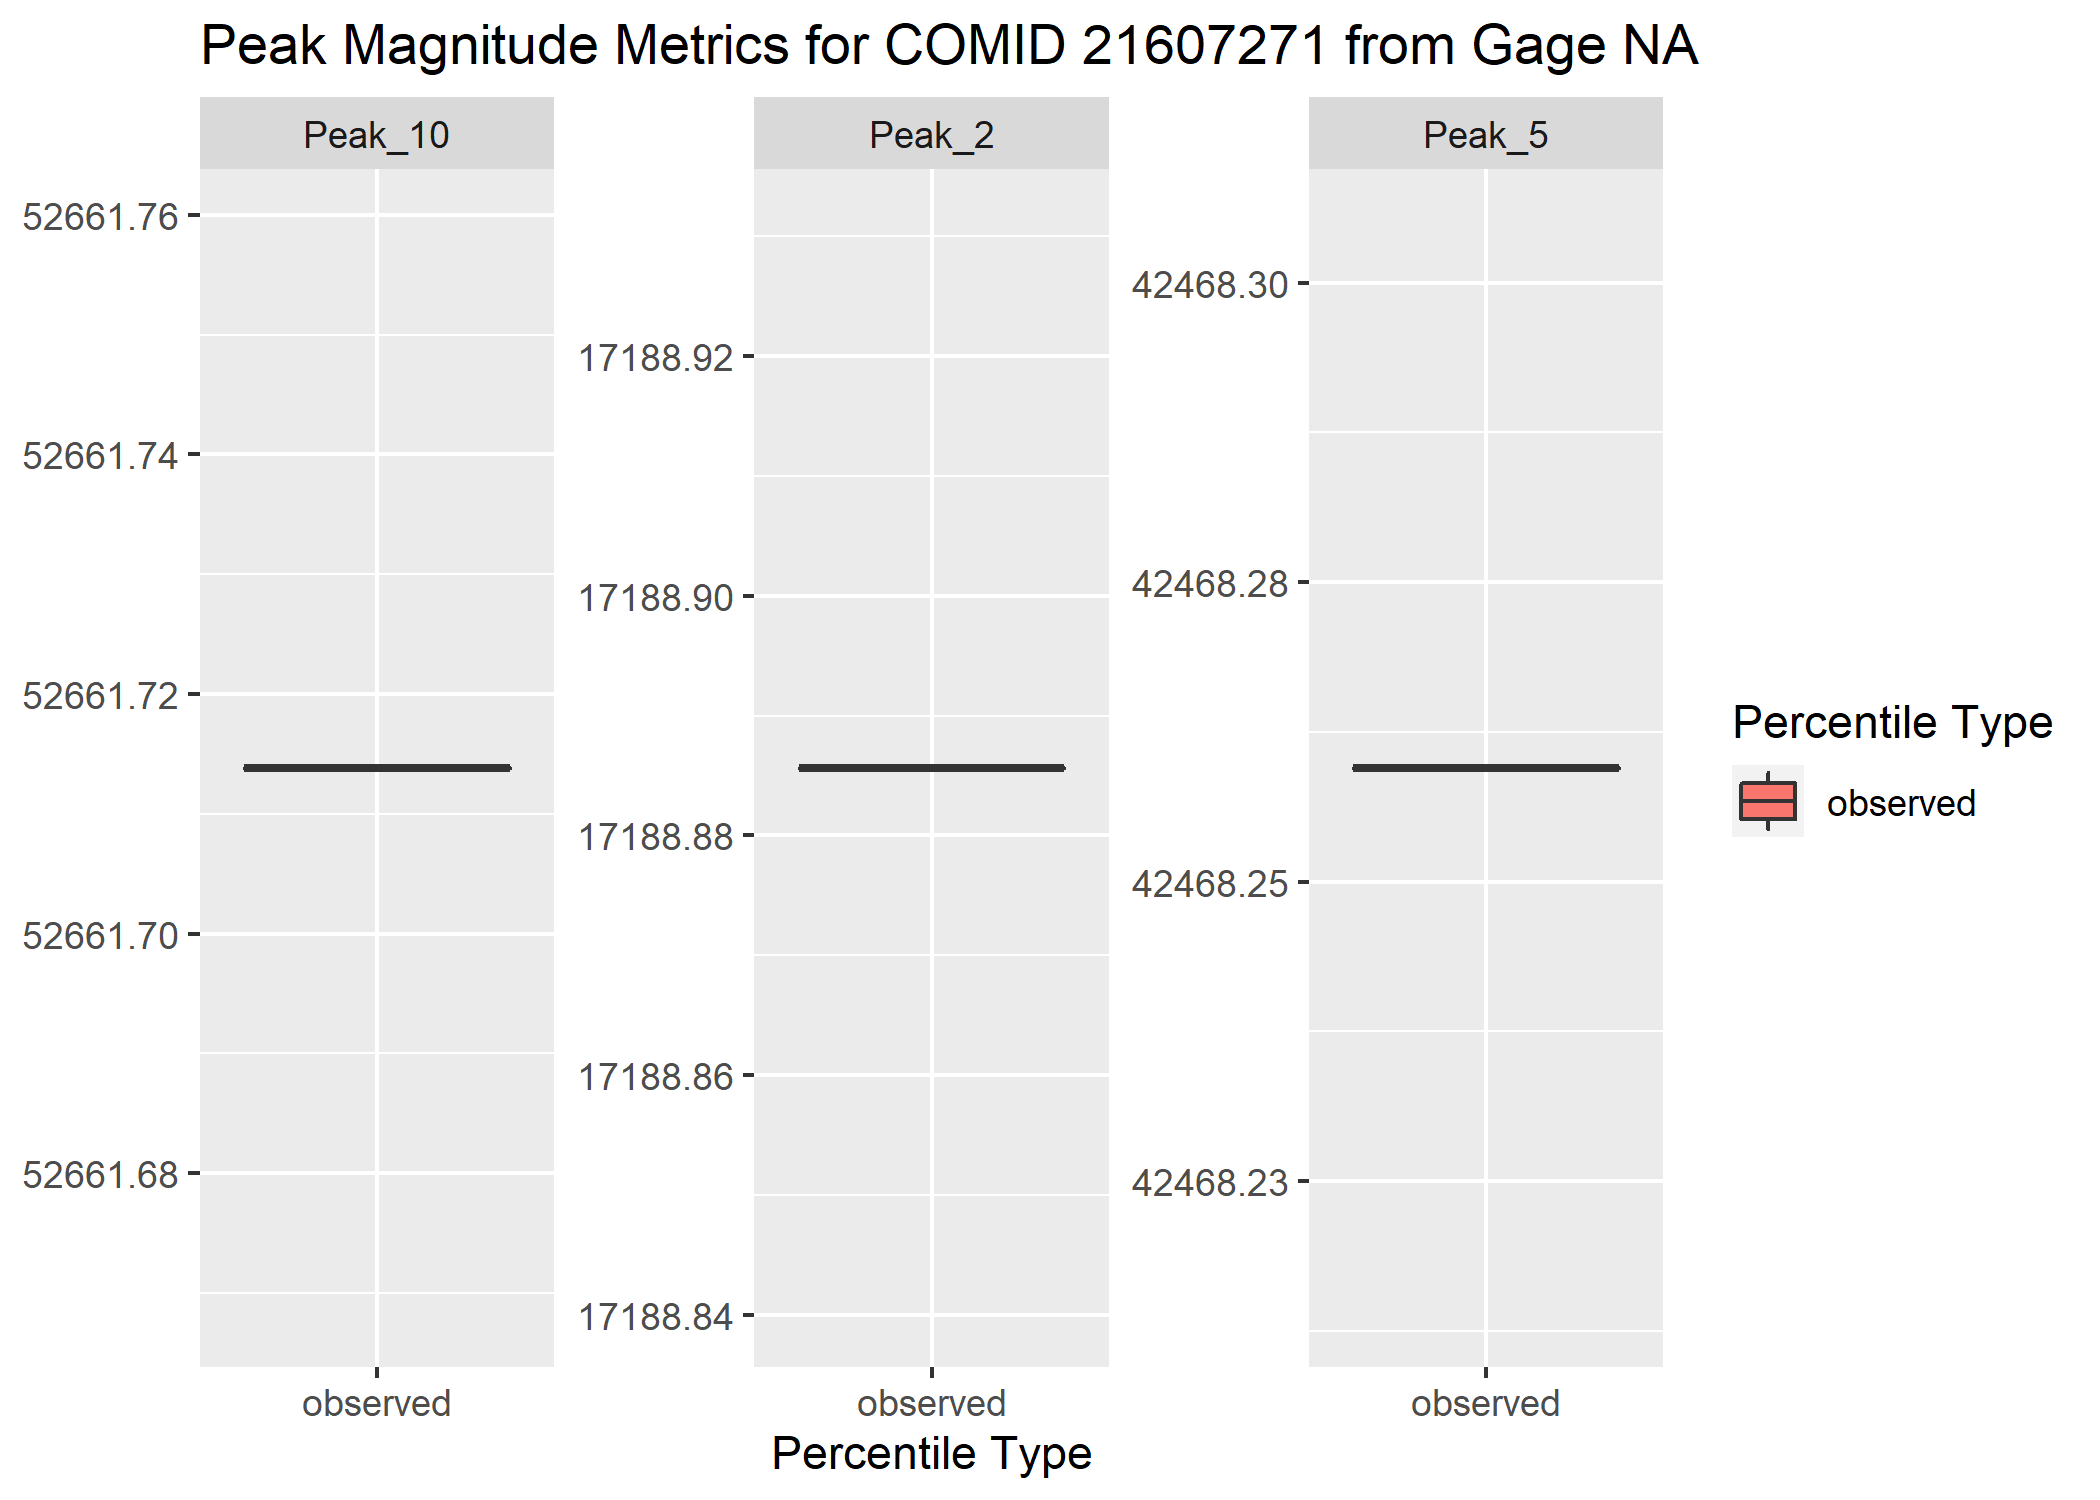 Peak Magnitude Metrics for COMID 21607271 from Gage NA
Peak_10
Peak_2
Peak_5
52661.76
52661.74
52661.72
52661.70
52661.68
17188.92
17188.90
17188.88
17188.86
17188.84
42468.30
42468.28
42468.25
42468.23
observed
observed
observed
Percentile Type
Percentile Type
observed